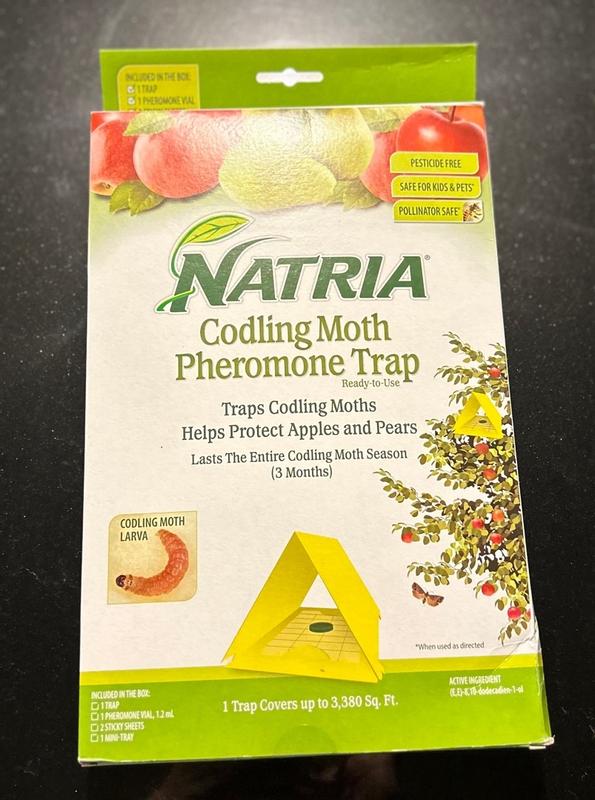 INCLUDED IN THE BOX:
1 TRAP
1 PHEROMONE VIAL
PESTICIDE FREE
SAFE FOR KIDS & PETS*
POLLINATOR SAFE*
NATRIA®
Codling Moth
Pheromone Trap
Ready-to-Use
Traps Codling Moths
Helps Protect Apples and Pears
Lasts The Entire Codling Moth Season
(3 Months)
CODLING MOTH
LARVA
*When used as directed
INCLUDED IN THE BOX:
1 TRAP
1 PHEROMONE VIAL, 1.2 mL
2 STICKY SHEETS
1 MINI-TRAY
1 Trap Covers up to 3,380 Sq. Ft.
ACTIVE INGREDIENT
(E,E)-8,10-dodecadien-1-ol